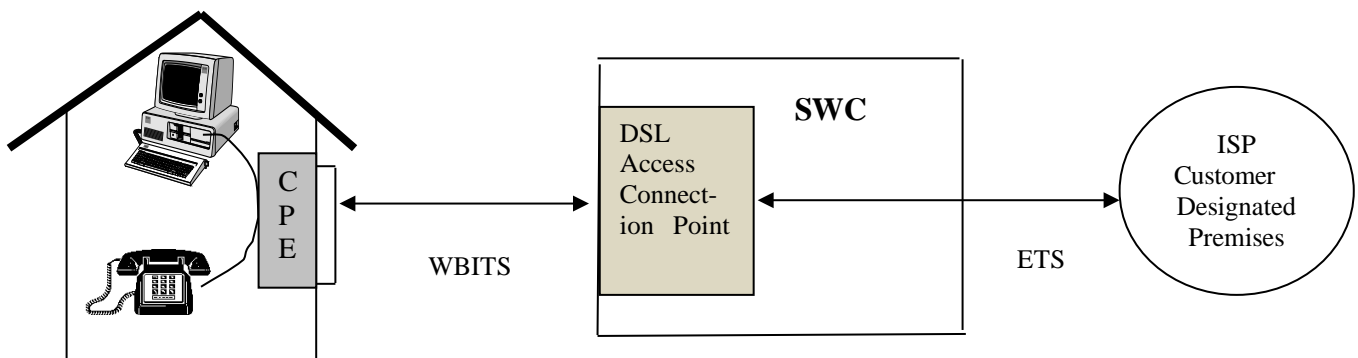 C
P
E
WBITS
DSL
Access
Connect-
ion Point
SWC
ETS
ISP
Customer
Designated
Premises